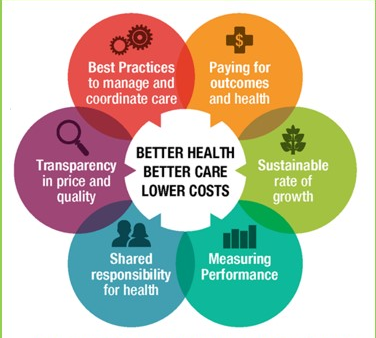 Best Practices
to manage and
coordinate care
Paying for
outcomes
and health
Transparency
in price and
quality
BETTER HEALTH
BETTER CARE
LOWER COSTS
Sustainable
rate of
growth
Shared
responsibility
for health
Measuring
Performance
$